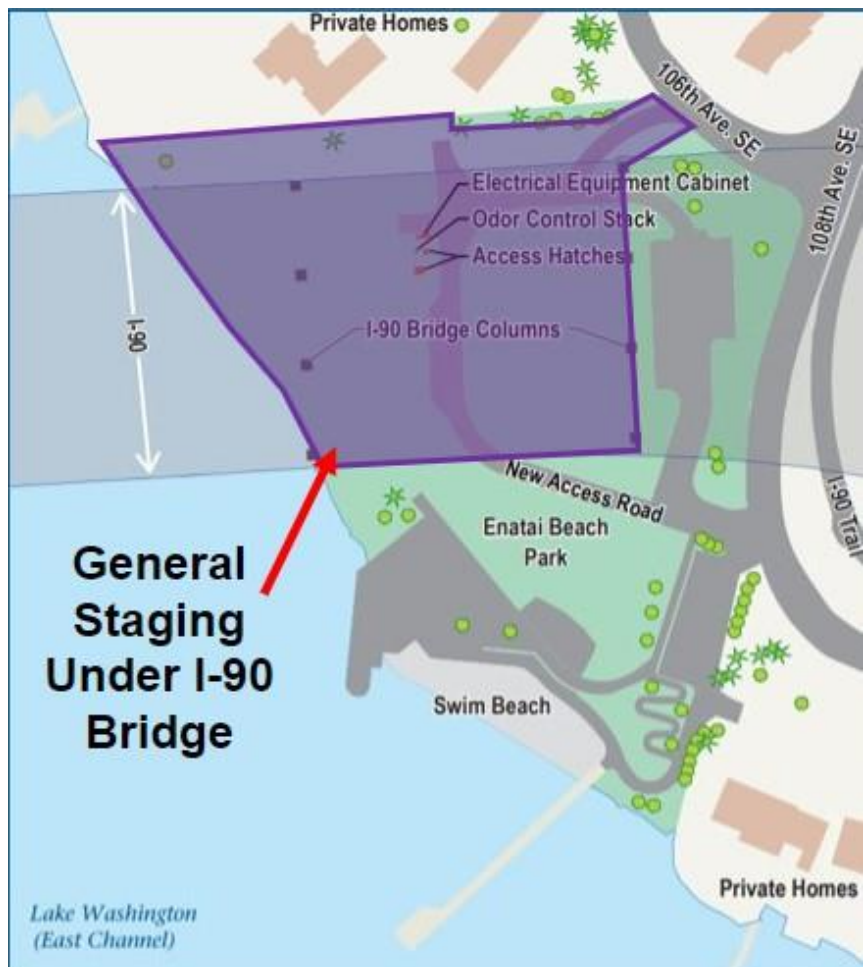 Private Homes
106th Ave. SE
108th Ave. SE
Electrical Equipment Cabinet
Odor Control Stack
Access Hatches
I-90
I-90 Bridge Columns
New Access Road
I-90 Trail
Enatai Beach
Park
General
Staging
Under I-90
Bridge
Swim Beach
Private Homes
Lake Washington
(East Channel)